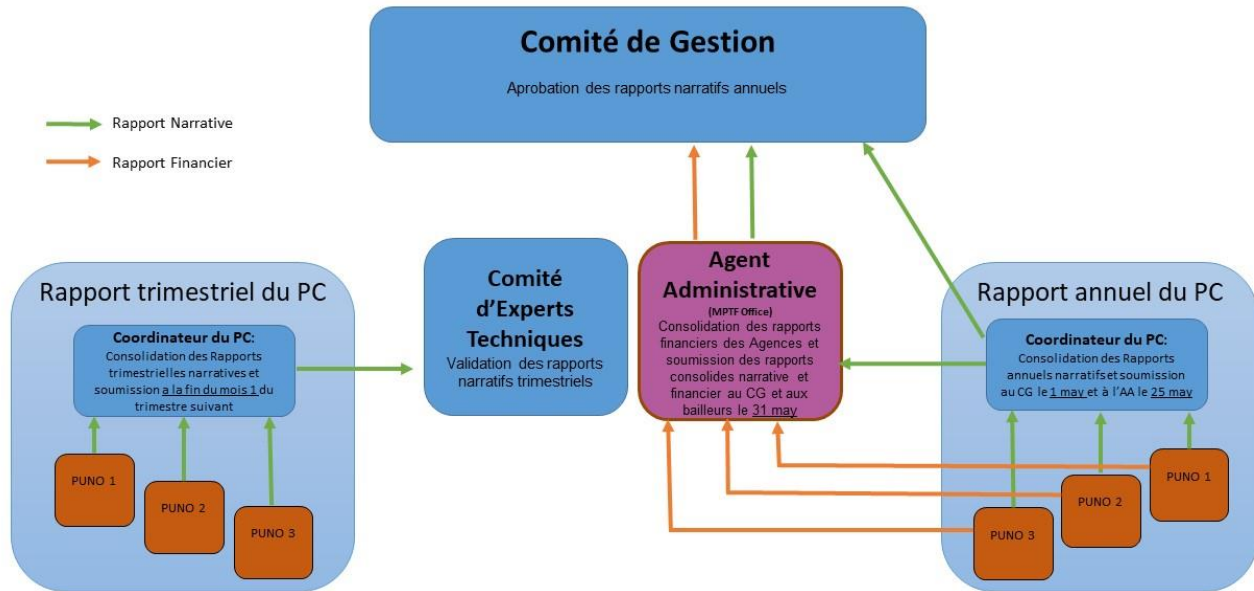 Comité de Gestion
Aprobation des rapports narratifs annuels
Rapport Narrative
Rapport Financier
Rapport trimestriel du PC
Coordinateur du PC:
Consolidation des Rapports
trimestrielles narratives et
soumission a la fin du mois 1 du
trimestre suivant
PUNO 1
PUNO 2
PUNO 3
Comité
d’Experts
Techniques
Validation des rapports
narratifs trimestriels
Agent
Administrative
(MPTF Office)
Consolidation des rapports
financiers des Agences et
soumission des rapports
consolides narrative et
financier au CG et aux
bailleurs le 31 may
Rapport annuel du PC
Coordinateur du PC:
Consolidation des Rapports
annuels narratifs et soumission
au CG le 1 may et à l’AA le 25 may
PUNO 1
PUNO 2
PUNO 3